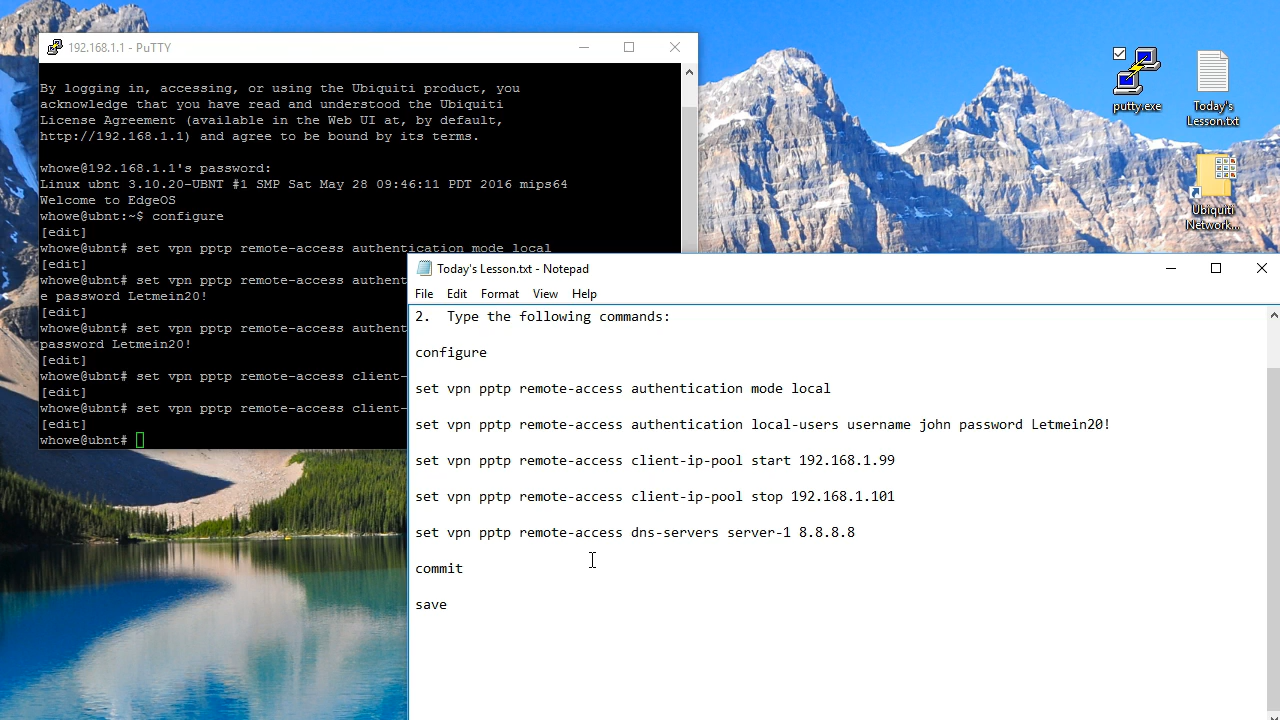 192.168.1.1 - PuTTY
By logging in, accessing, or using the Ubiquiti product, you
acknowledge that you have read and understood the Ubiquiti
License Agreement (available in the Web UI at, by default,
http://192.168.1.1) and agree to be bound by its terms.
whowe@192.168.1.1's password:
Linux ubnt 3.10.20-UBNT #1 SMP Sat May 28 09:46:11 PDT 2016 mips64
Welcome to EdgeOS
whowe@ubnt:~$ configure
[edit]
whowe@ubnt# set vpn pptp remote-access authentication mode local
[edit]
whowe@ubnt# set vpn pptp remote-access authent
e password Letmein20!
[edit]
whowe@ubnt# set vpn pptp remote-access authent
password Letmein20!
[edit]
whowe@ubnt# set vpn pptp remote-access client-
[edit]
whowe@ubnt# set vpn pptp remote-access client-
[edit]
whowe@ubnt#
putty.exe
Today's
Lesson.txt
Ubiquiti
Network...
Today's Lesson.txt - Notepad
File Edit Format View Help
2. Type the following commands:
configure
set vpn pptp remote-access authentication mode local
set vpn pptp remote-access authentication local-users username john password Letmein20!
set vpn pptp remote-access client-ip-pool start 192.168.1.99
set vpn pptp remote-access client-ip-pool stop 192.168.1.101
set vpn pptp remote-access dns-servers server-1 8.8.8.8
commit
save